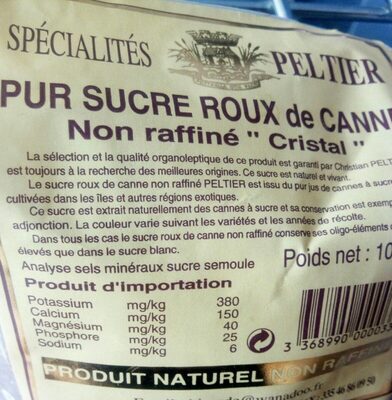 SPÉCIALITÉS PELTIER
PUR SUCRE ROUX de CANNE
Non raffiné " Cristal "
La sélection et la qualité organoleptique de ce produit est garanti par Christian PELT
est toujours à la recherche des meilleures origines. Ce sucre est naturel et vivant.
Le sucre roux de canne non raffiné PELTIER est issu du pur jus de cannes à sucre
cultivées dans les îles et autres régions exotiques.
Ce sucre est extrait naturellement des cannes à sucre et sa conservation est exemp
adjonction. La couleur varie suivant les variétés et les années de récolte.
Dans tous les cas le sucre roux de canne non raffiné conserve ses oligo-éléments
élevés que dans le sucre blanc.
Poids net : 10
Analyse sels minéraux sucre semoule
Produit d'importation
Potassium mg/kg 380
Calcium mg/kg 150
Magnésium mg/kg 40
Phosphore mg/kg 25
Sodium mg/kg 6
3 368990 00003
PRODUIT NATUREL NON RAFFI
wanadoo.fr